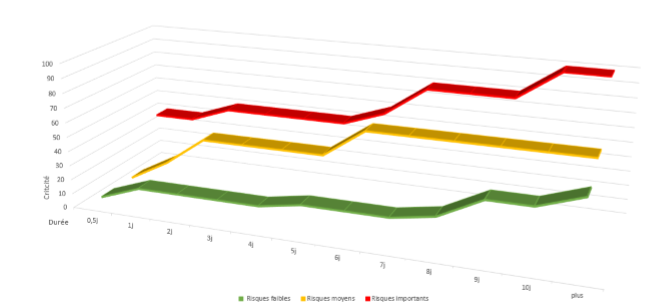 100
90
80
70
60
50
40
30
20
10
0
Criticité
Durée
0,5j
1j
2j
3j
4j
5j
6j
7j
8j
9j
10j
plus
Risques faibles
Risques moyens
Risques importants